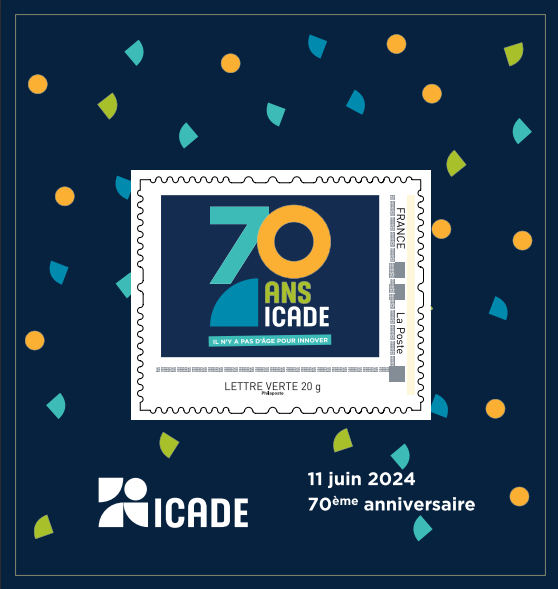 70
ANS
ICADE
IL N'Y A PAS D'ÂGE POUR INNOVER
FRANCE
La Poste
LETTRE VERTE 20 g
Philaposte
ICADE
11 juin 2024
70ème anniversaire